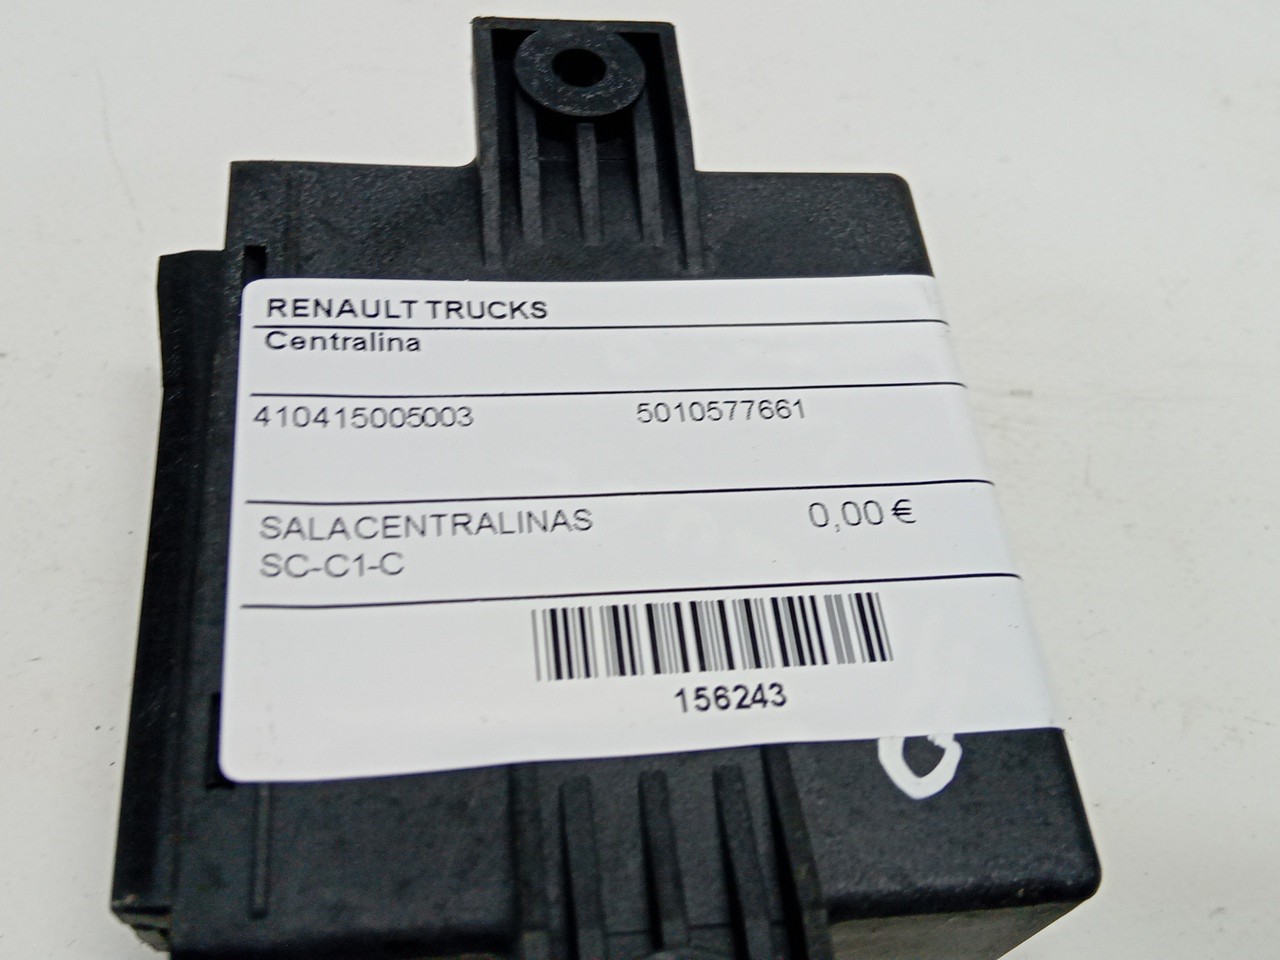 RENAULT TRUCKS
Centralina
410415005003 5010577661
SALACENTRALINAS 0,00 €
SC-C1-C
156243